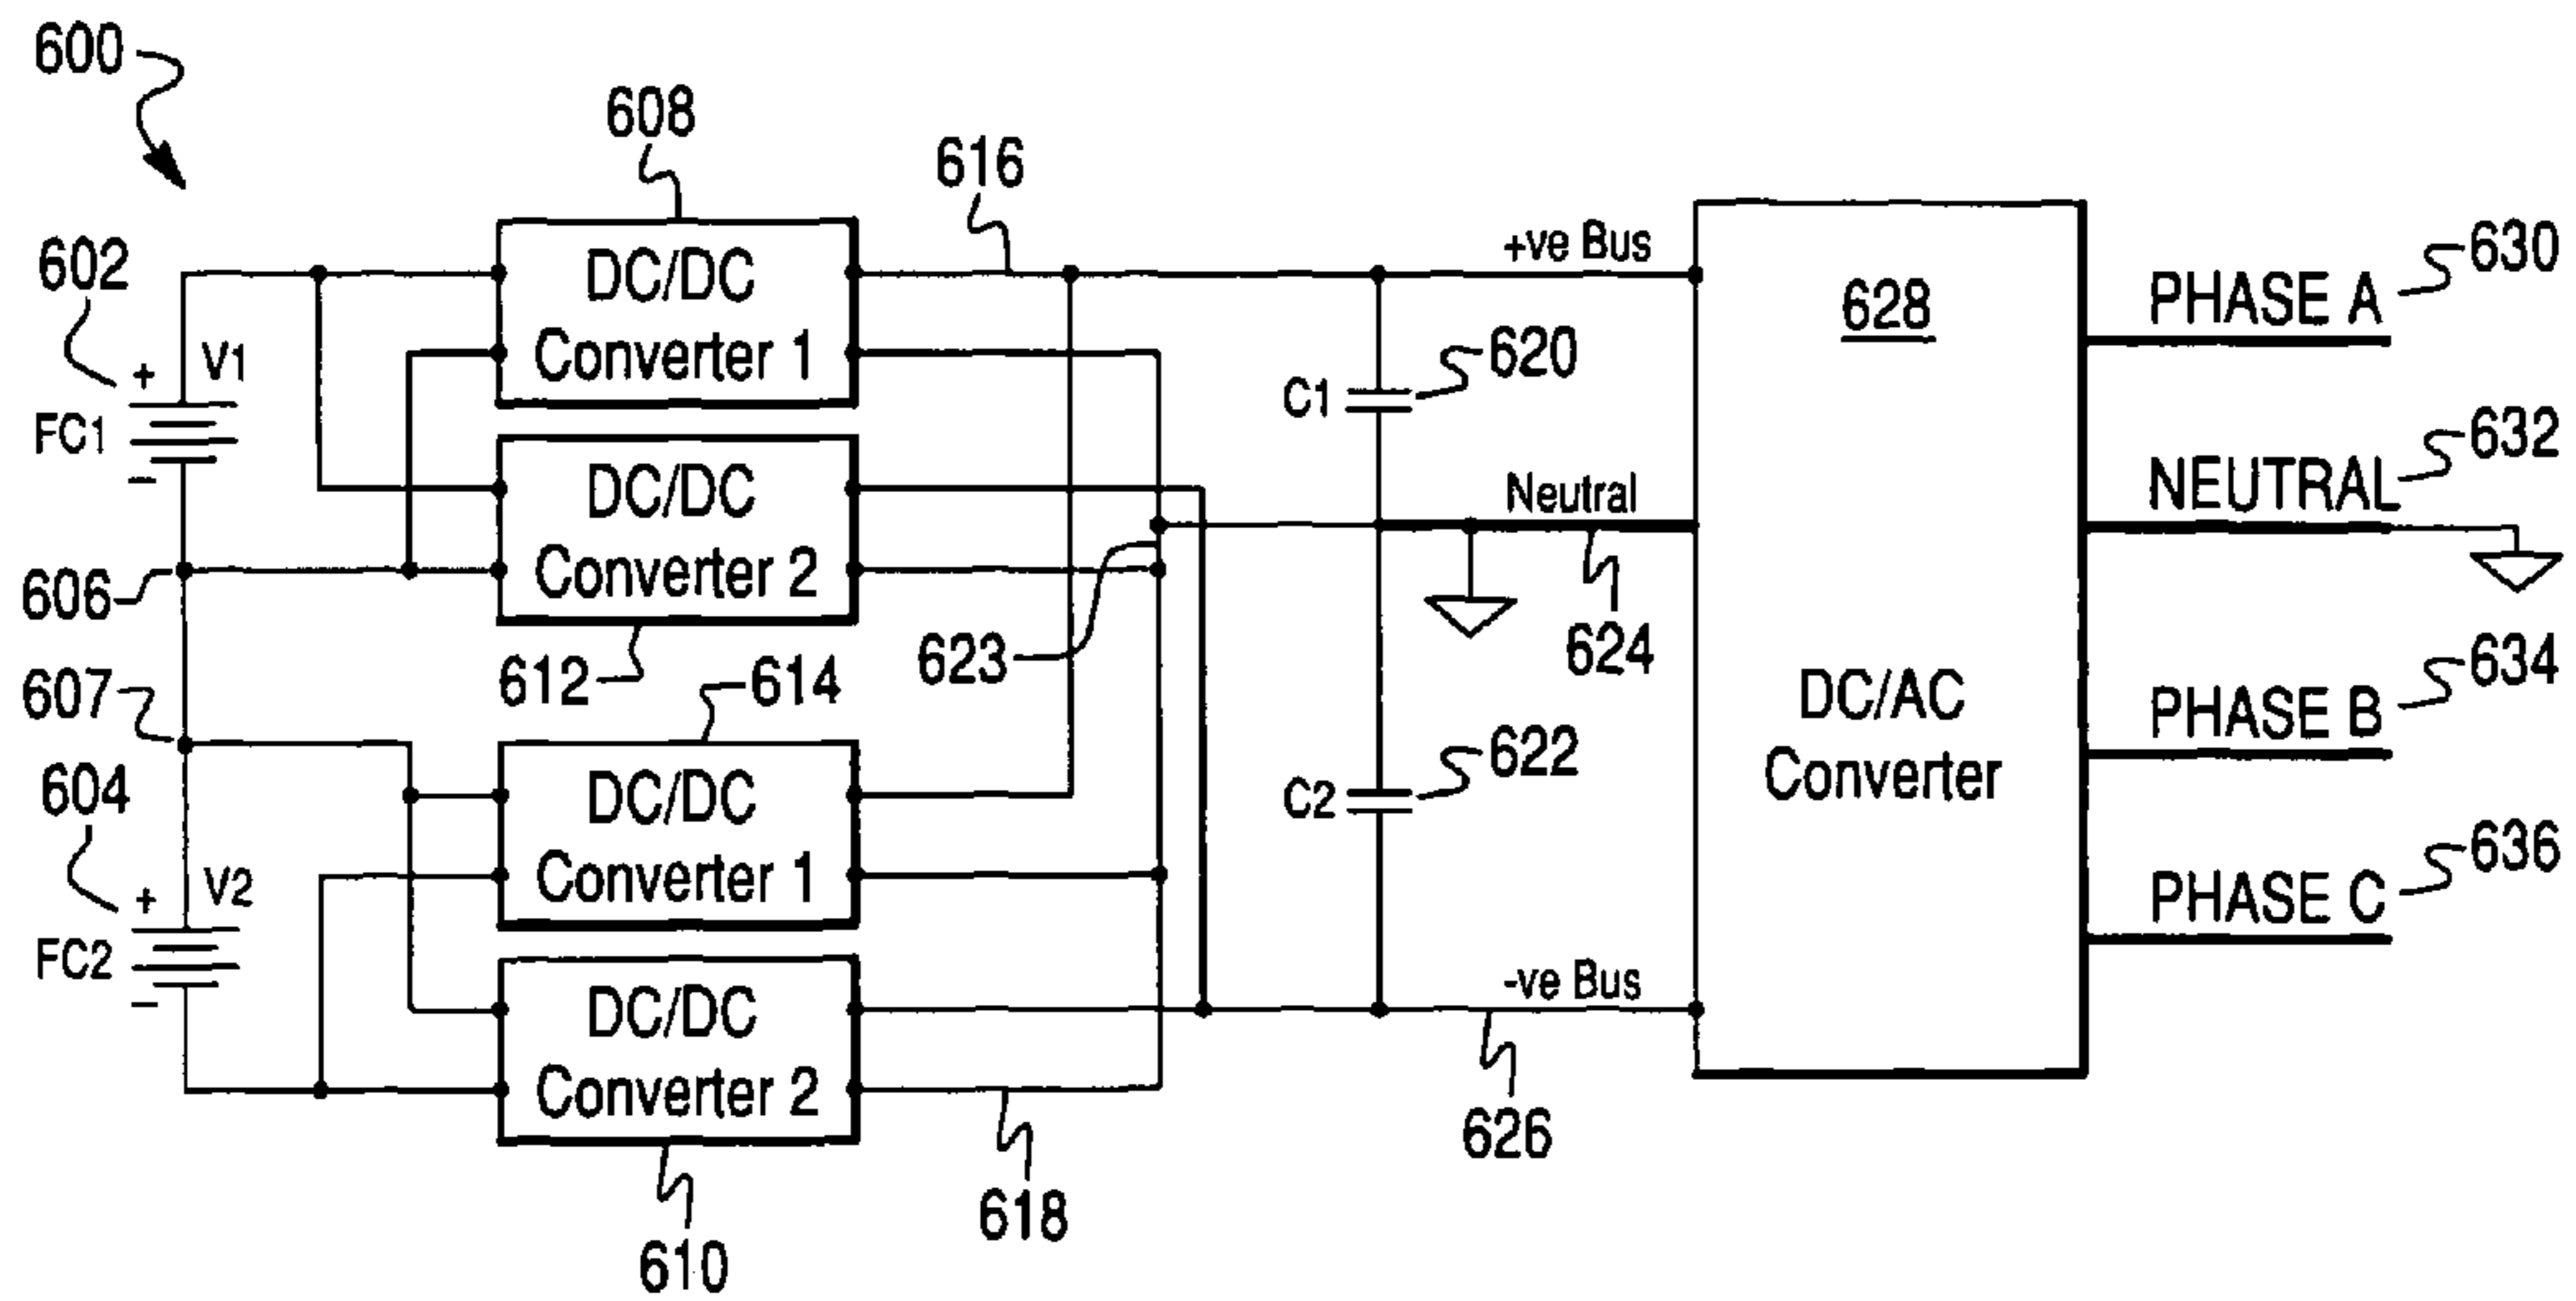 600
608
616
602
DC/DC
Converter 1
+ve Bus
628
PHASE A
630
V1
+
FC1
−
C1
620
DC/DC
Converter 2
Neutral
NEUTRAL
632
606
612
614
623
624
607
634
DC/AC
Converter
PHASE B
604
DC/DC
Converter 1
C2
622
V2
+
FC2
−
PHASE C
636
DC/DC
Converter 2
-ve Bus
626
618
610